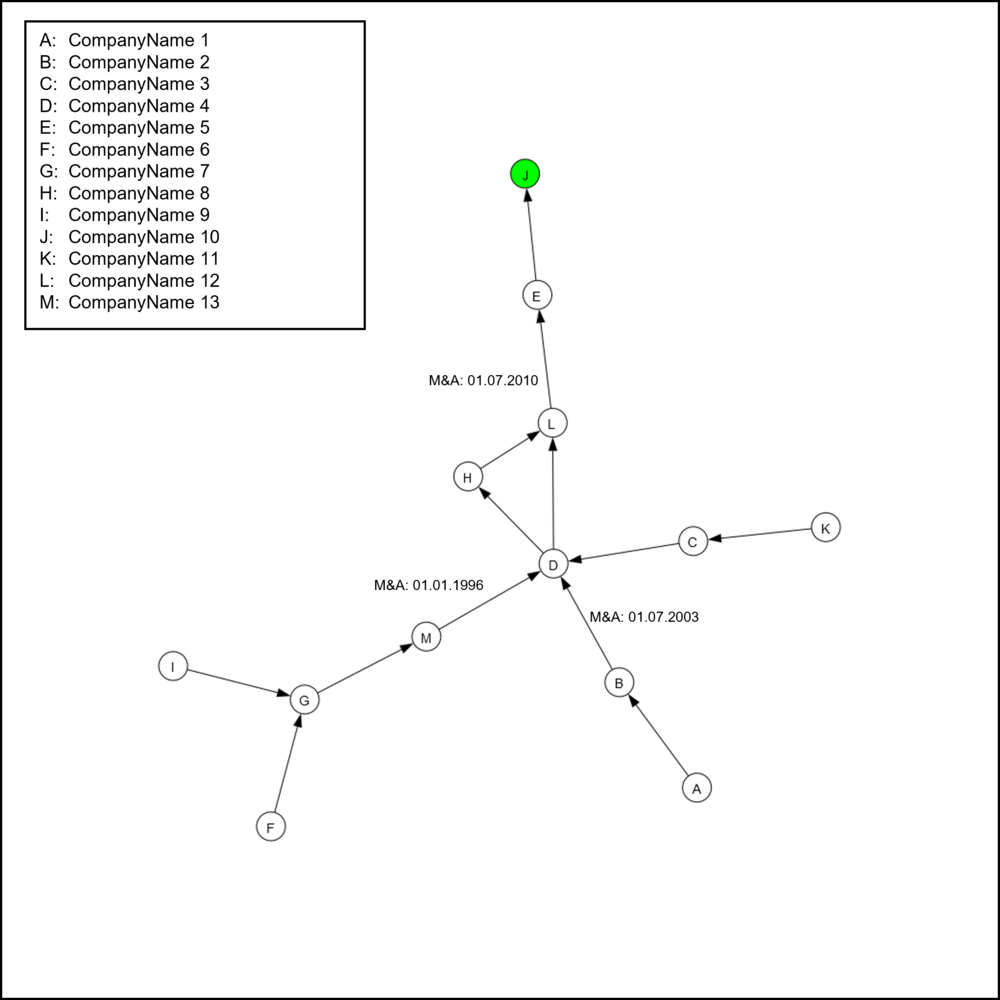 A: CompanyName 1
B: CompanyName 2
C: CompanyName 3
D: CompanyName 4
E: CompanyName 5
F: CompanyName 6
G: CompanyName 7
H: CompanyName 8
I: CompanyName 9
J: CompanyName 10
K: CompanyName 11
L: CompanyName 12
M: CompanyName 13
J
E
M&A: 01.07.2010
L
H
K
C
D
M&A: 01.01.1996
M&A: 01.07.2003
M
I
B
G
A
F